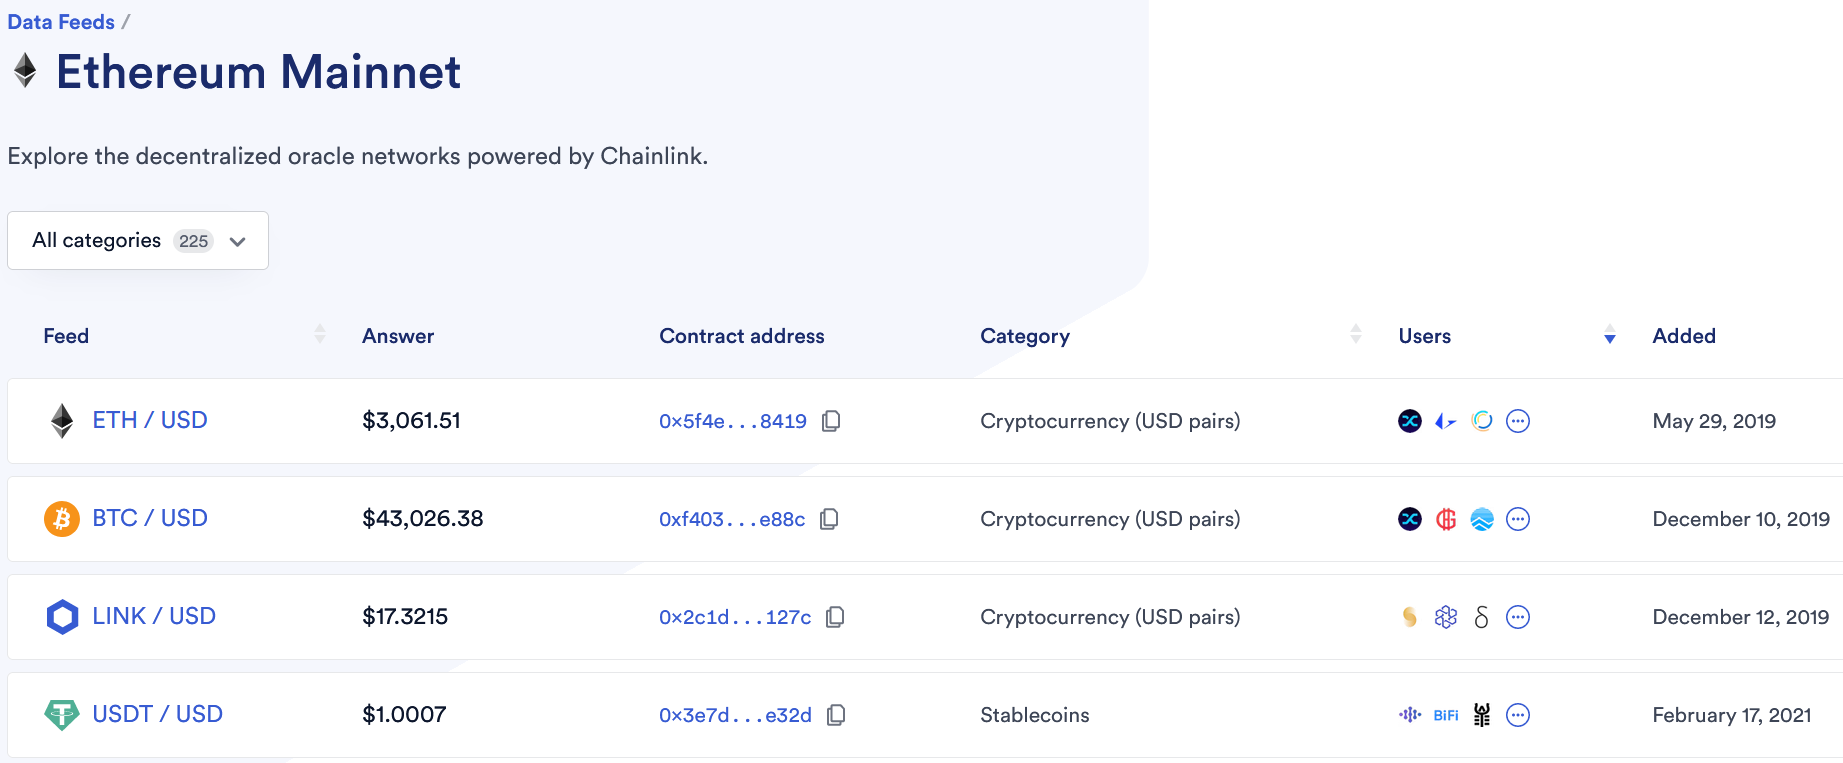 Data Feeds /
Ethereum Mainnet
Explore the decentralized oracle networks powered by Chainlink.
All categories 225
Feed Answer Contract address Category Users Added
ETH / USD $3,061.51 0x5f4e...8419 Cryptocurrency (USD pairs) May 29, 2019
BTC / USD $43,026.38 0xf403...e88c Cryptocurrency (USD pairs) December 10, 2019
LINK / USD $17.3215 0x2c1d...127c Cryptocurrency (USD pairs) December 12, 2019
USDT / USD $1.0007 0x3e7d...e32d Stablecoins BiFi February 17, 2021